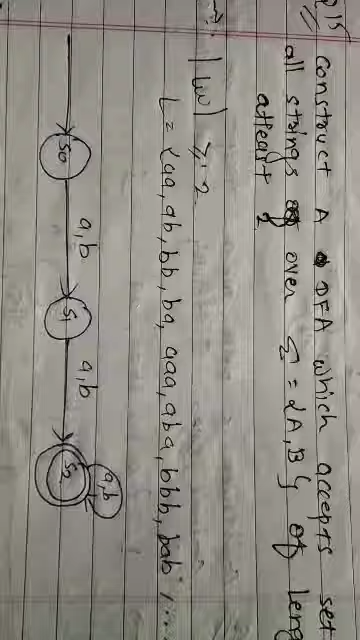 Q15 Construct A DFA which accepts set
all strings over Σ = {A,B} of leng
atleast 2
|w| ≥ 2
L = {aa, ab, bb, ba, aaa, aba, bbb, bab, ...
S0 a,b S1 a,b S2 a,b